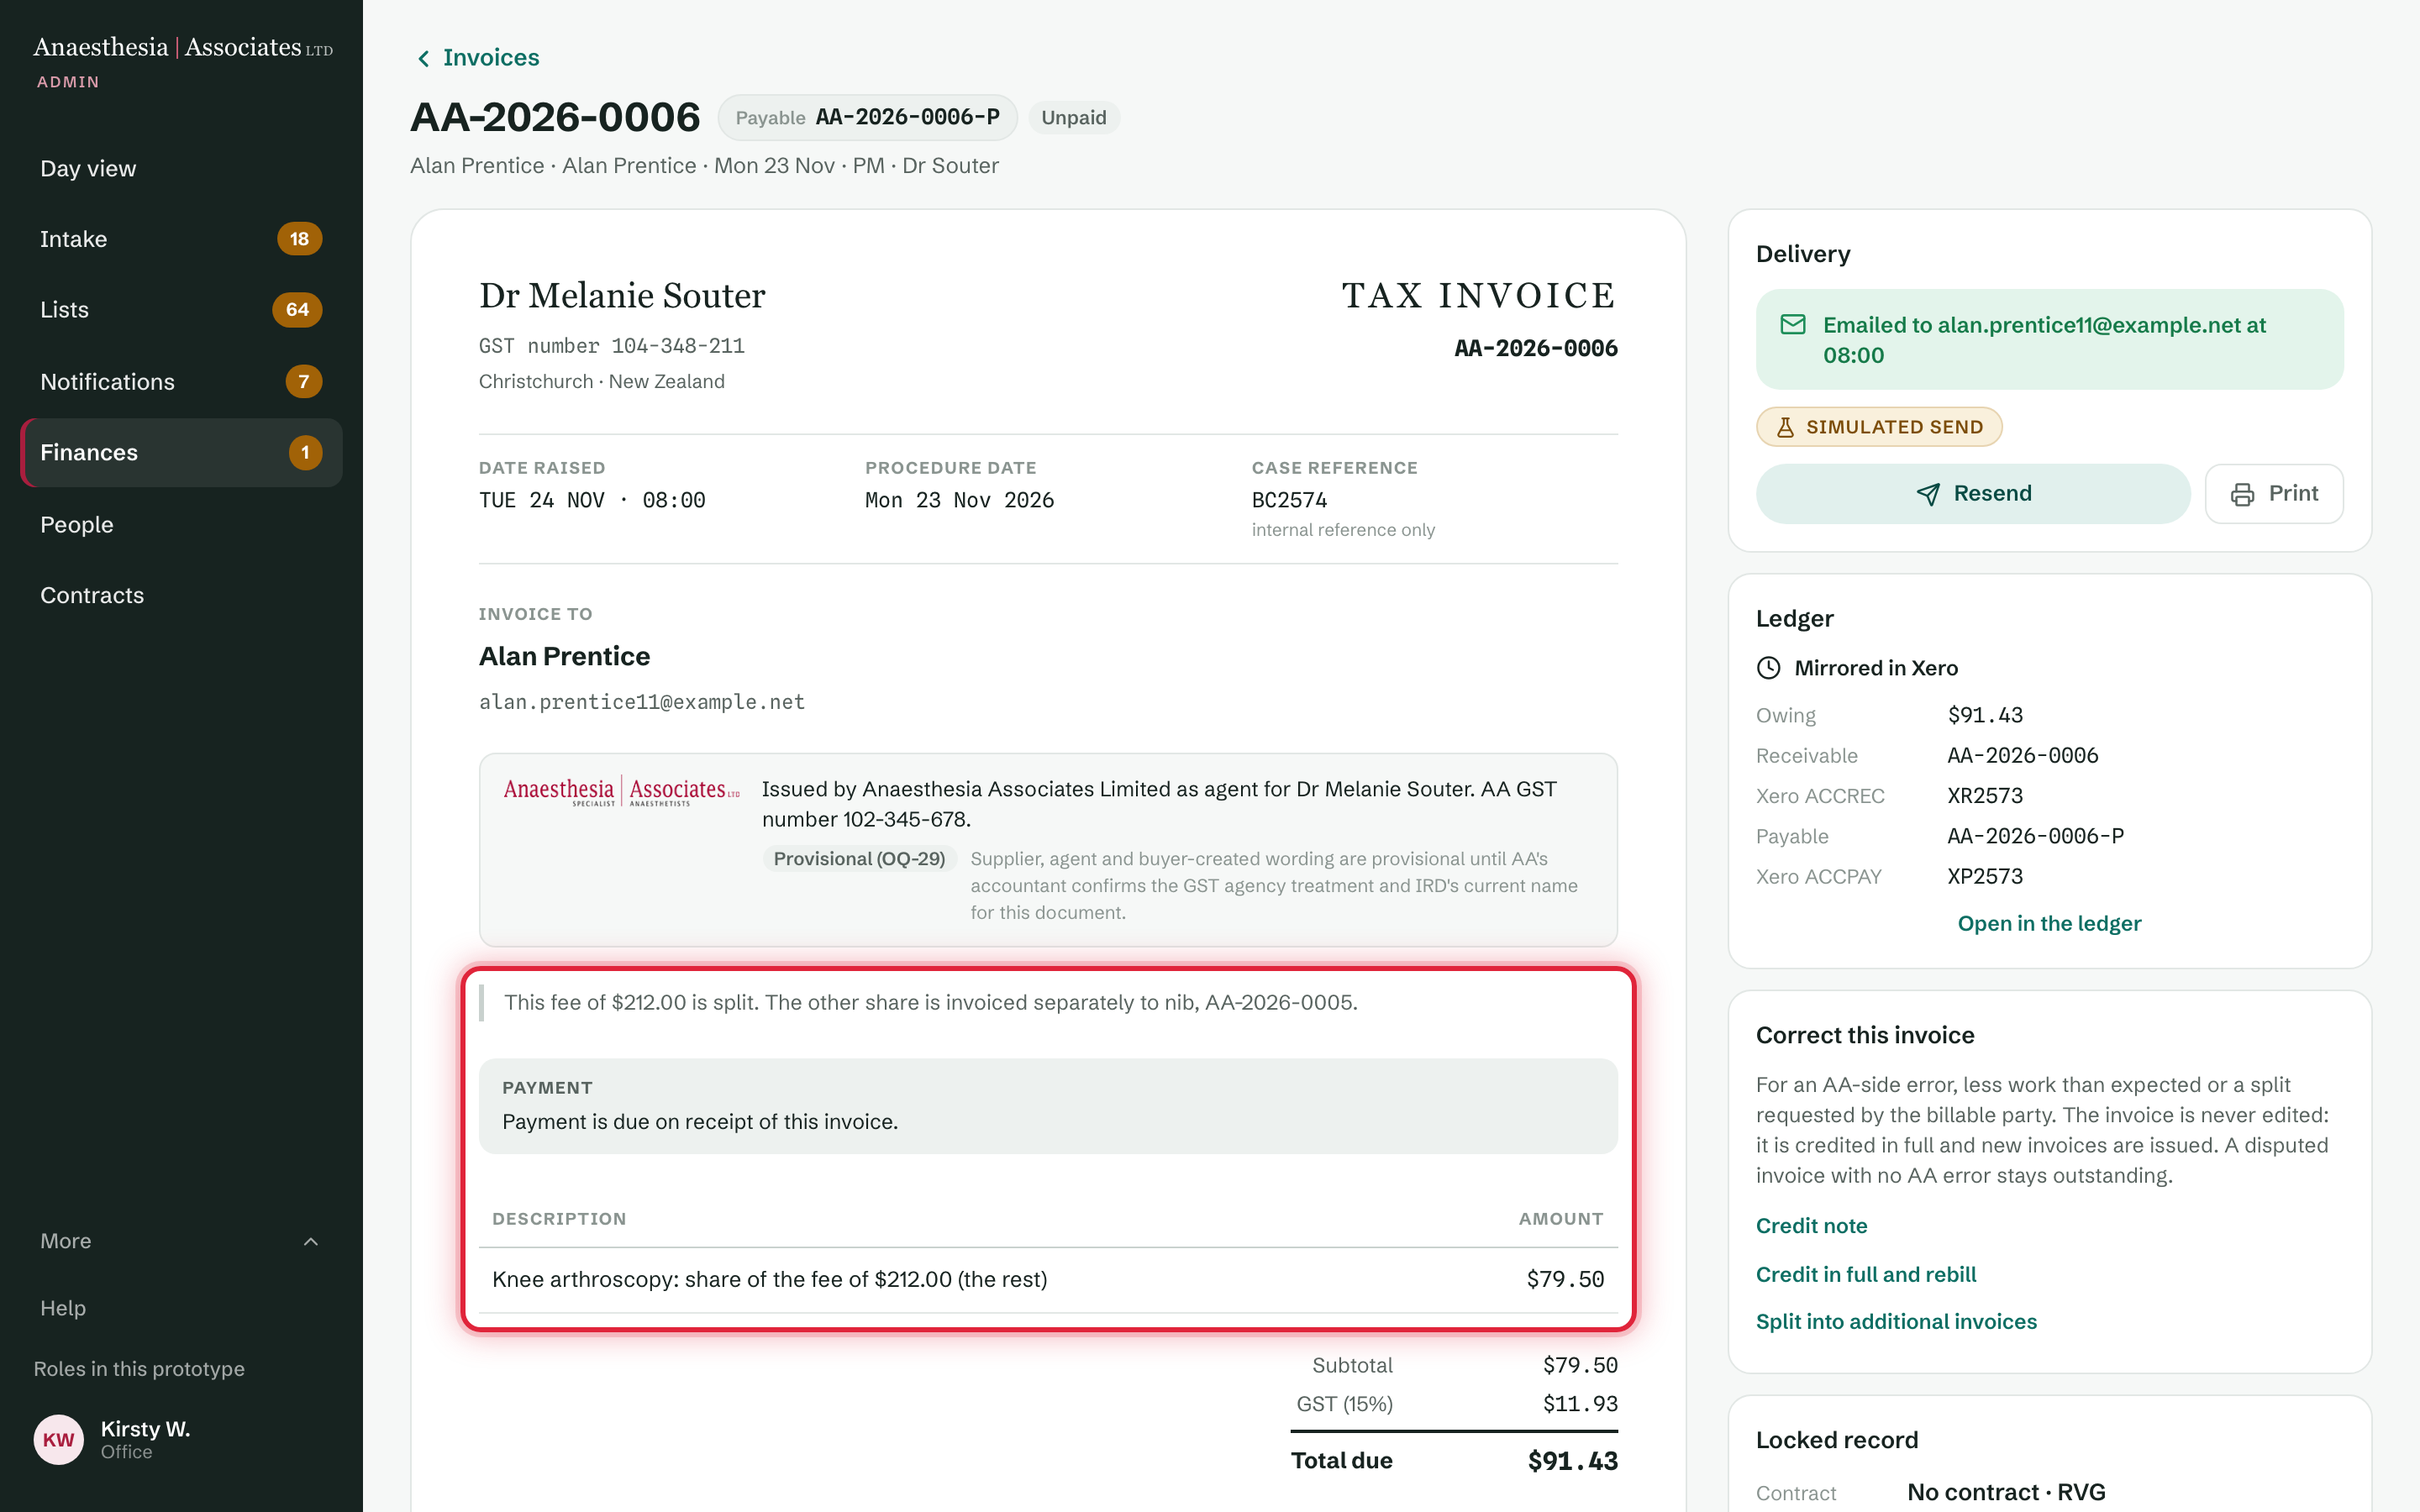 Anaesthesia | Associates LTD
ADMIN
Day view
Intake 18
Lists 64
Notifications 7
Finances 1
People
Contracts
More
Help
Roles in this prototype
KW Kirsty W.
Office
Invoices
AA-2026-0006 Payable AA-2026-0006-P Unpaid
Alan Prentice · Alan Prentice · Mon 23 Nov · PM · Dr Souter
Dr Melanie Souter
GST number 104-348-211
Christchurch · New Zealand
TAX INVOICE
AA-2026-0006
DATE RAISED
TUE 24 NOV · 08:00
PROCEDURE DATE
Mon 23 Nov 2026
CASE REFERENCE
BC2574
internal reference only
INVOICE TO
Alan Prentice
alan.prentice11@example.net
Anaesthesia | Associates LTD
SPECIALIST ANAESTHETISTS
Issued by Anaesthesia Associates Limited as agent for Dr Melanie Souter. AA GST
number 102-345-678.
Provisional (OQ-29)
Supplier, agent and buyer-created wording are provisional until AA's
accountant confirms the GST agency treatment and IRD's current name
for this document.
This fee of $212.00 is split. The other share is invoiced separately to nib, AA-2026-0005.
PAYMENT
Payment is due on receipt of this invoice.
DESCRIPTION AMOUNT
Knee arthroscopy: share of the fee of $212.00 (the rest) $79.50
Subtotal $79.50
GST (15%) $11.93
Total due $91.43
Delivery
Emailed to alan.prentice11@example.net at
08:00
SIMULATED SEND
Resend
Print
Ledger
Mirrored in Xero
Owing $91.43
Receivable AA-2026-0006
Xero ACCREC XR2573
Payable AA-2026-0006-P
Xero ACCPAY XP2573
Open in the ledger
Correct this invoice
For an AA-side error, less work than expected or a split
requested by the billable party. The invoice is never edited:
it is credited in full and new invoices are issued. A disputed
invoice with no AA error stays outstanding.
Credit note
Credit in full and rebill
Split into additional invoices
Locked record
Contract No contract · RVG